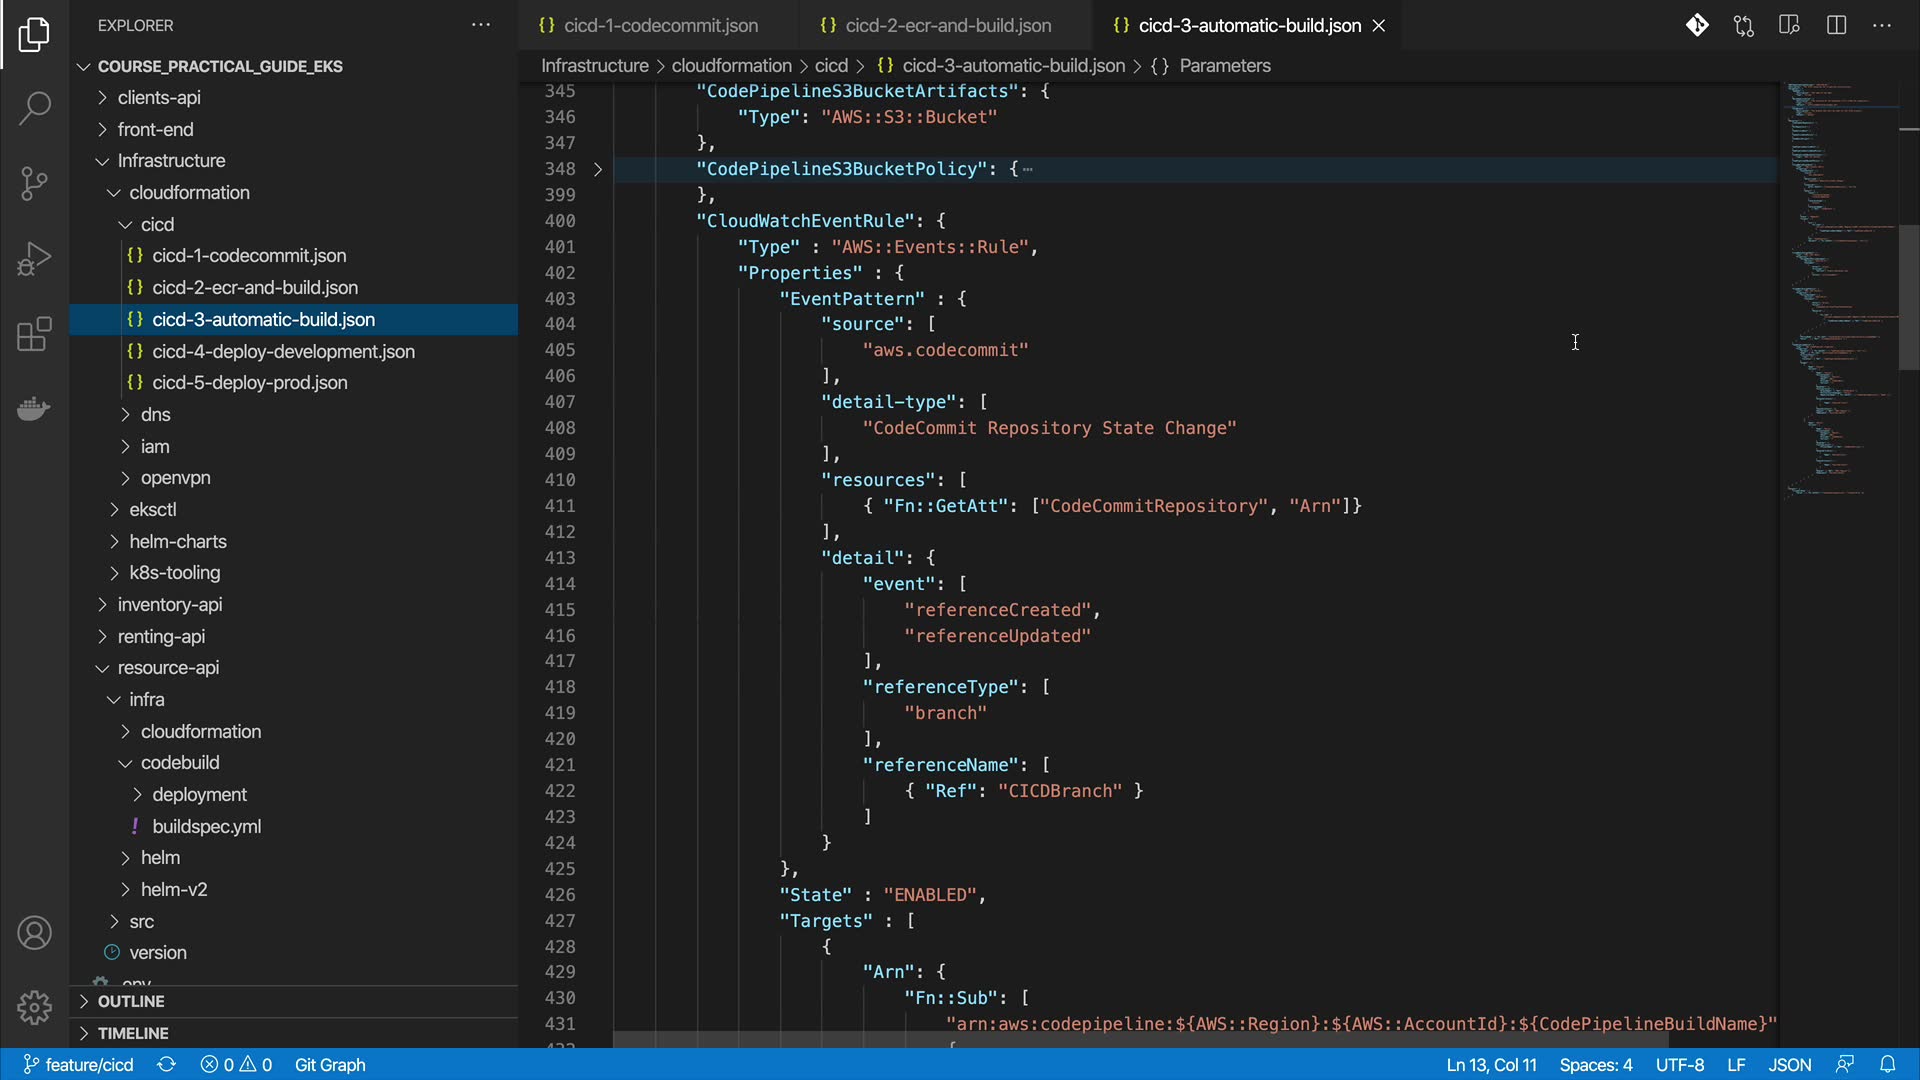 EXPLORER
COURSE_PRACTICAL_GUIDE_EKS
clients-api
front-end
Infrastructure
cloudformation
cicd
{} cicd-1-codecommit.json
{} cicd-2-ecr-and-build.json
{} cicd-3-automatic-build.json
{} cicd-4-deploy-development.json
{} cicd-5-deploy-prod.json
dns
iam
openvpn
eksctl
helm-charts
k8s-tooling
inventory-api
renting-api
resource-api
infra
cloudformation
codebuild
deployment
! buildspec.yml
helm
helm-v2
src
version
OUTLINE
TIMELINE
{} cicd-1-codecommit.json {} cicd-2-ecr-and-build.json {} cicd-3-automatic-build.json
Infrastructure > cloudformation > cicd > {} cicd-3-automatic-build.json > {} Parameters
345 "CodePipelineS3BucketArtifacts": {
346 "Type": "AWS::S3::Bucket"
347 },
348 "CodePipelineS3BucketPolicy": {…
399 },
400 "CloudWatchEventRule": {
401 "Type" : "AWS::Events::Rule",
402 "Properties" : {
403 "EventPattern" : {
404 "source": [
405 "aws.codecommit"
406 ],
407 "detail-type": [
408 "CodeCommit Repository State Change"
409 ],
410 "resources": [
411 { "Fn::GetAtt": ["CodeCommitRepository", "Arn"]}
412 ],
413 "detail": {
414 "event": [
415 "referenceCreated",
416 "referenceUpdated"
417 ],
418 "referenceType": [
419 "branch"
420 ],
421 "referenceName": [
422 { "Ref": "CICDBranch" }
423 ]
424 }
425 },
426 "State" : "ENABLED",
427 "Targets" : [
428 {
429 "Arn": {
430 "Fn::Sub": [
431 "arn:aws:codepipeline:${AWS::Region}:${AWS::AccountId}:${CodePipelineBuildName}"
feature/cicd 0 0 Git Graph Ln 13, Col 11 Spaces: 4 UTF-8 LF JSON